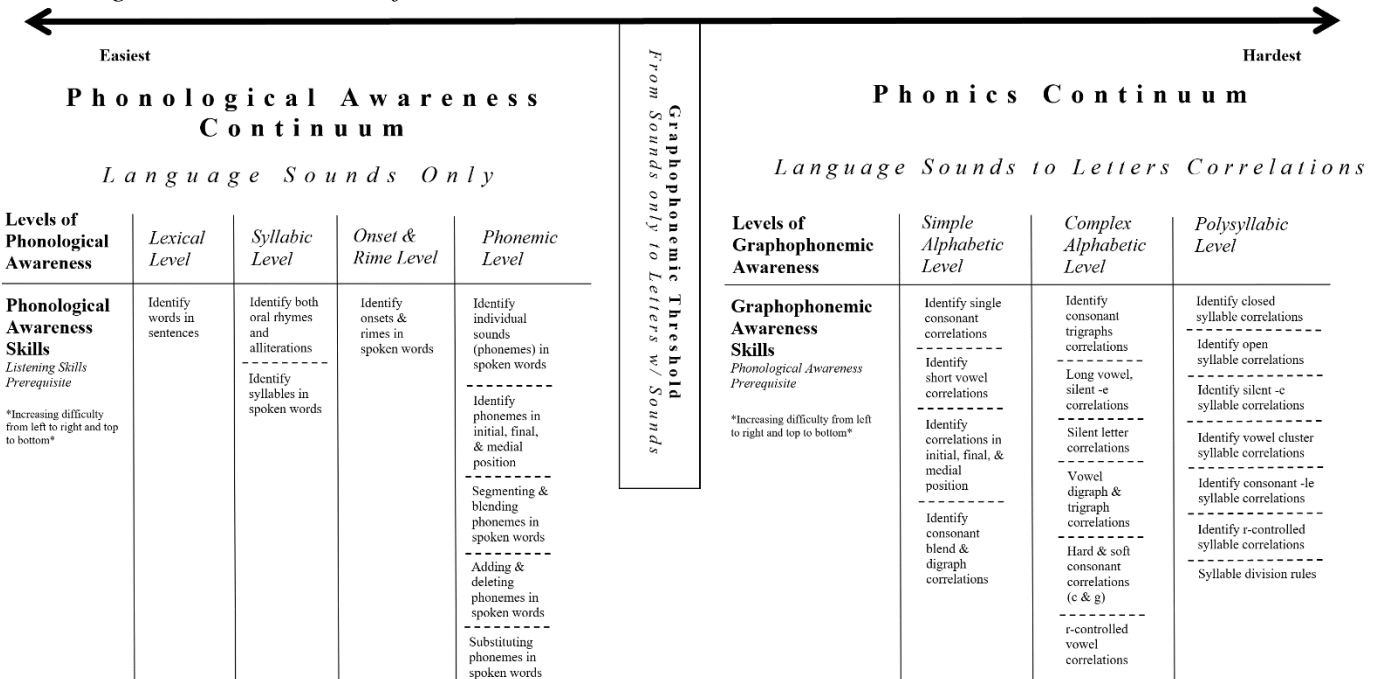 Easiest
Phonological Awareness
Continuum
Language Sounds Only
Levels of
Phonological
Awareness
Lexical
Level
Syllabic
Level
Onset &
Rime Level
Phonemic
Level
Phonological
Awareness
Skills
Listening Skills
Prerequisite
*Increasing difficulty
from left to right and top
to bottom*
Identify
words in
sentences
Identify both
oral rhymes
and
alliterations
Identify
syllables in
spoken words
Identify
onsets &
rimes in
spoken words
Identify
individual
sounds
(phonemes) in
spoken words
Identify
phonemes in
initial, final,
& medial
position
Segmenting &
blending
phonemes in
spoken words
Adding &
deleting
phonemes in
spoken words
Substituting
phonemes in
spoken words
Graphophonemic Threshold
From Sounds only to Letters w/ Sounds
Hardest
Phonics Continuum
Language Sounds to Letters Correlations
Levels of
Graphophonemic
Awareness
Simple
Alphabetic
Level
Complex
Alphabetic
Level
Polysyllabic
Level
Graphophonemic
Awareness
Skills
Phonological Awareness
Prerequisite
*Increasing difficulty from left
to right and top to bottom*
Identify single
consonant
correlations
Identify
short vowel
correlations
Identify
correlations in
initial, final, &
medial
position
Identify
consonant
blend &
digraph
correlations
Identify
consonant
trigraphs
correlations
Long vowel,
silent -e
correlations
Silent letter
correlations
Vowel
digraph &
trigraph
correlations
Hard & soft
consonant
correlations
(c & g)
r-controlled
vowel
correlations
Identify closed
syllable correlations
Identify open
syllable correlations
Identify silent -c
syllable correlations
Identify vowel cluster
syllable correlations
Identify consonant -le
syllable correlations
Identify r-controlled
syllable correlations
Syllable division rules